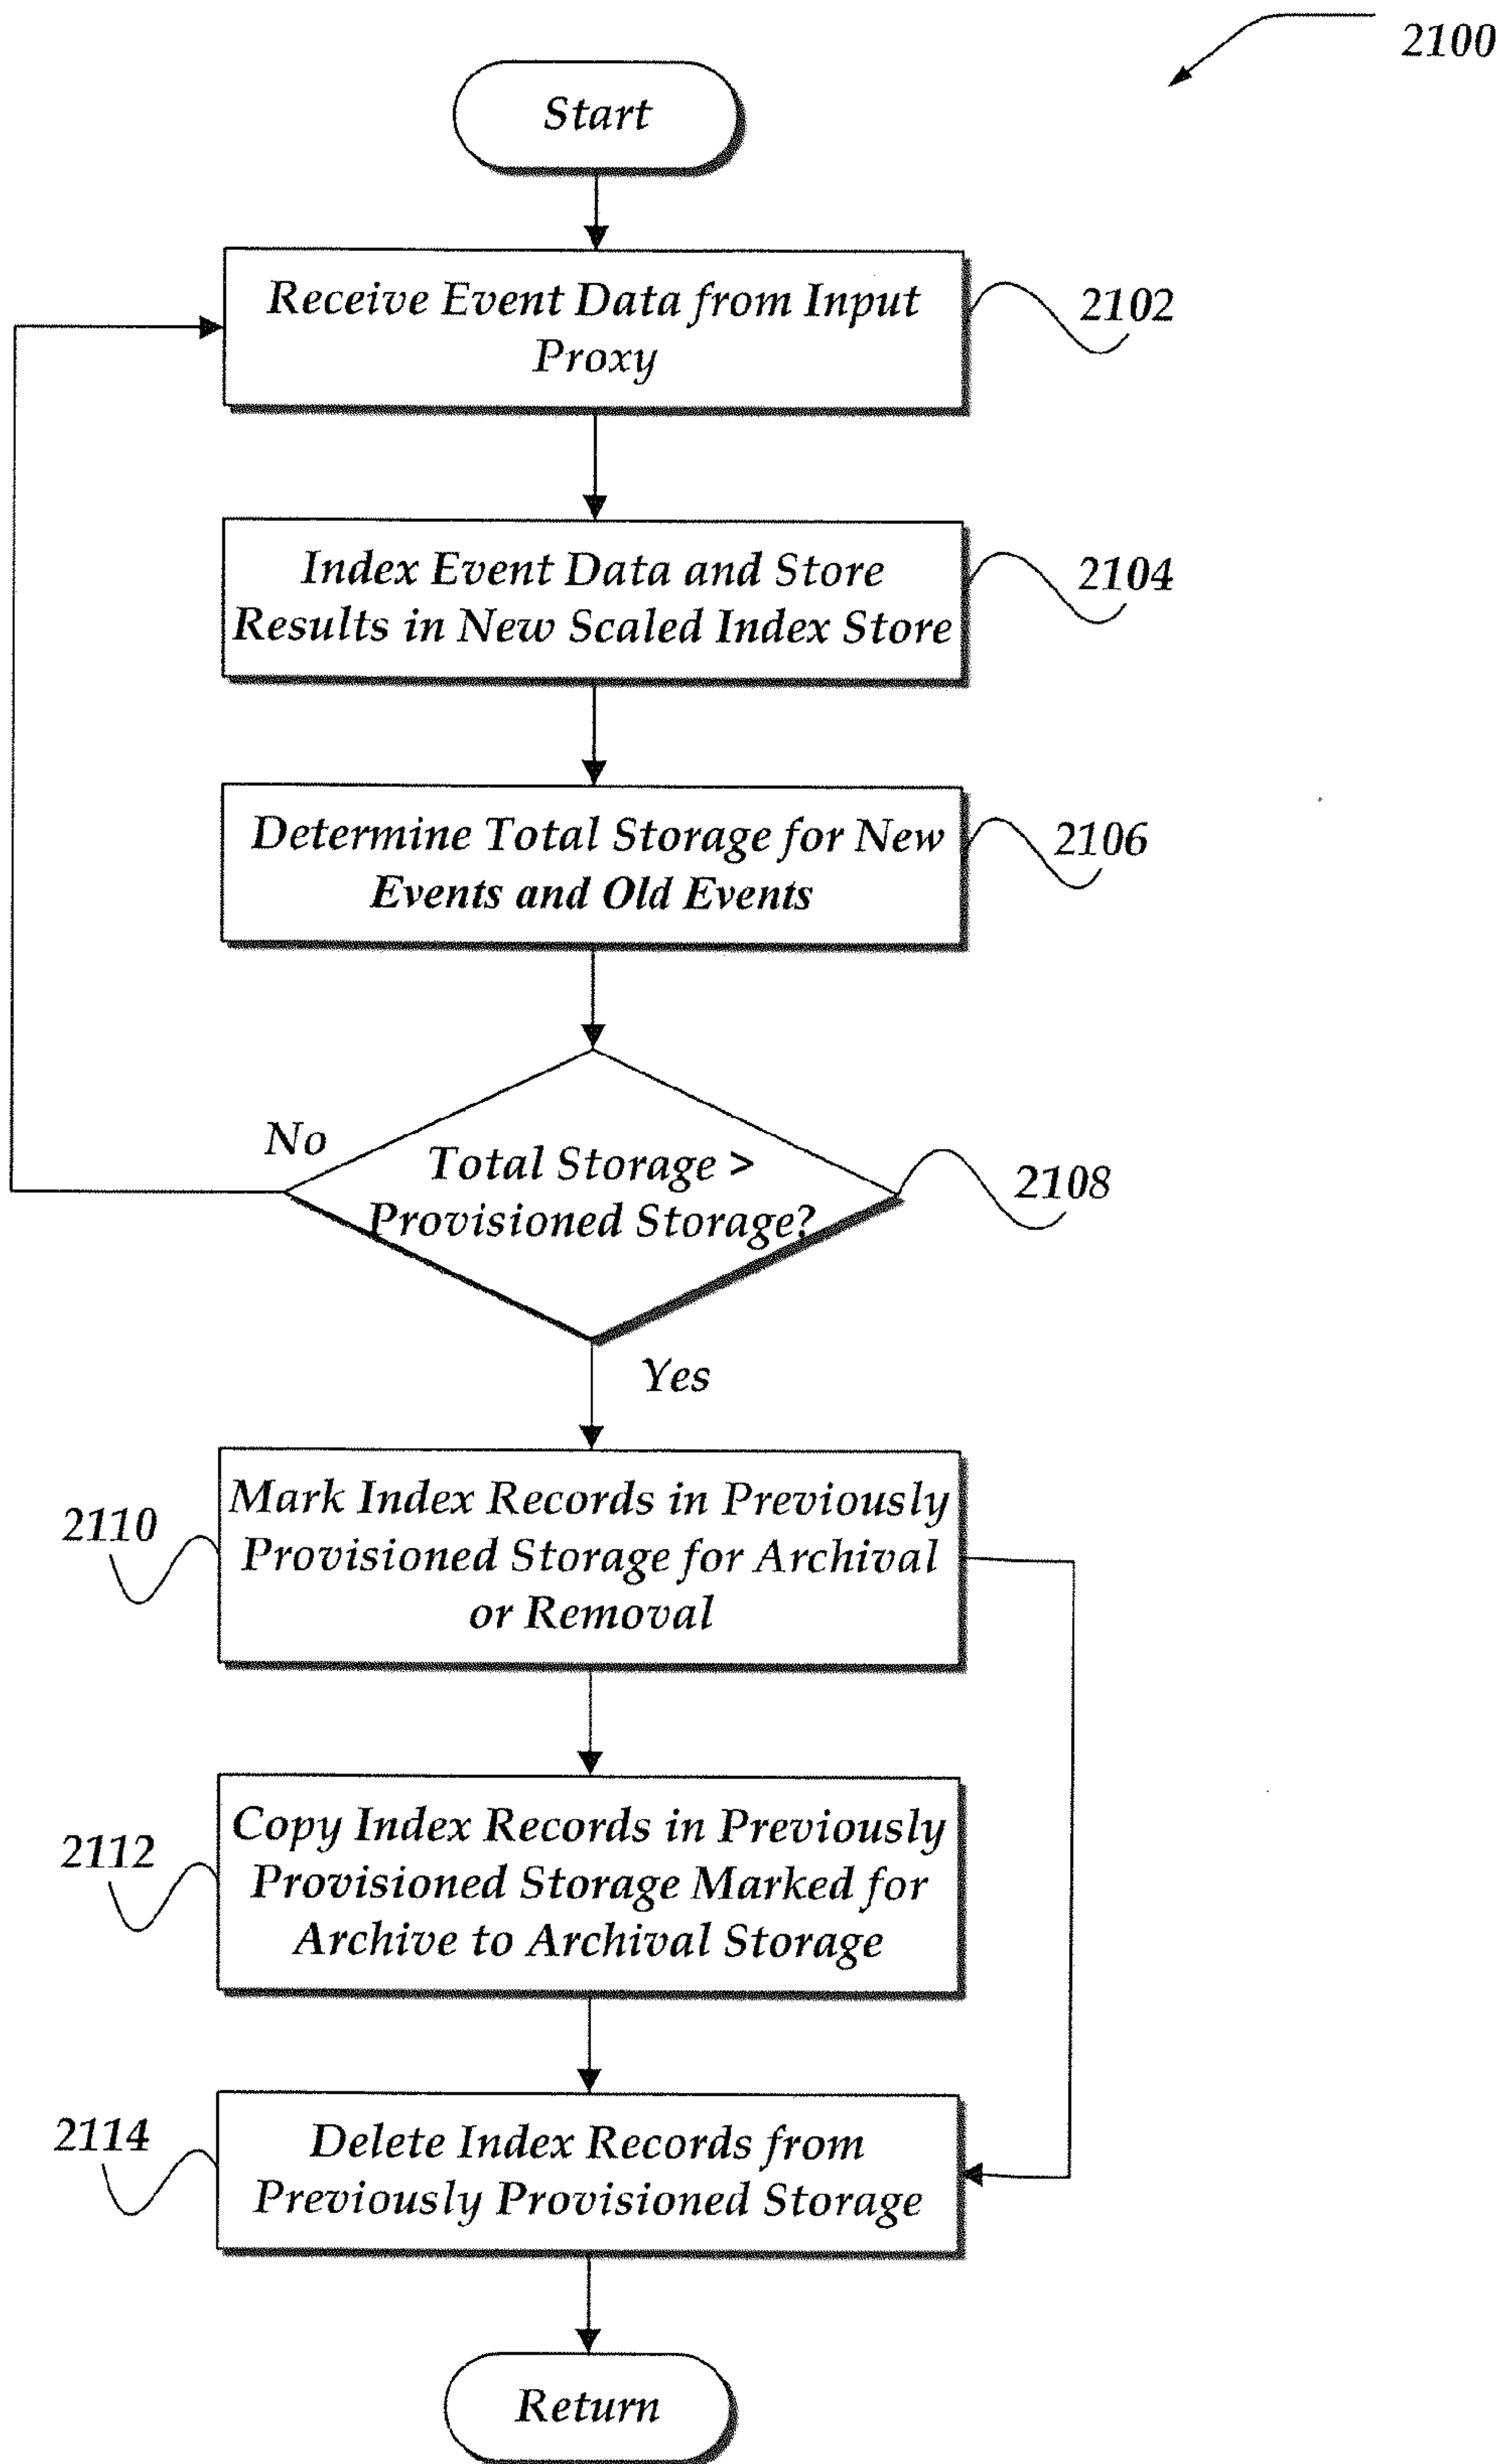 2100
Start
Receive Event Data from Input
Proxy
2102
Index Event Data and Store
Results in New Scaled Index Store
2104
Determine Total Storage for New
Events and Old Events
2106
No
Total Storage >
Provisioned Storage?
2108
Yes
Mark Index Records in Previously
Provisioned Storage for Archival
or Removal
2110
Copy Index Records in Previously
Provisioned Storage Marked for
Archive to Archival Storage
2112
Delete Index Records from
Previously Provisioned Storage
2114
Return